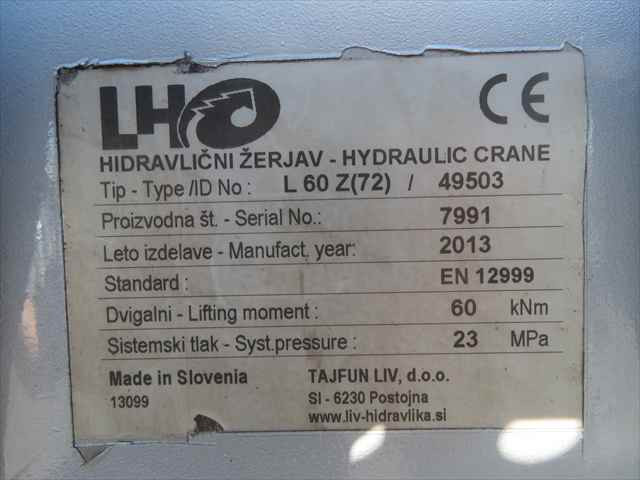 LHO CE
HIDRAVLIČNI ŽERJAV - HYDRAULIC CRANE
Tip - Type /ID No : L 60 Z(72) / 49503
Proizvodna št. - Serial No.: 7991
Leto izdelave - Manufact. year: 2013
Standard : EN 12999
Dvigalni - Lifting moment : 60 kNm
Sistemski tlak - Syst.pressure : 23 MPa
Made in Slovenia TAJFUN LIV, d.o.o.
13099 SI - 6230 Postojna
www.liv-hidravlika.si